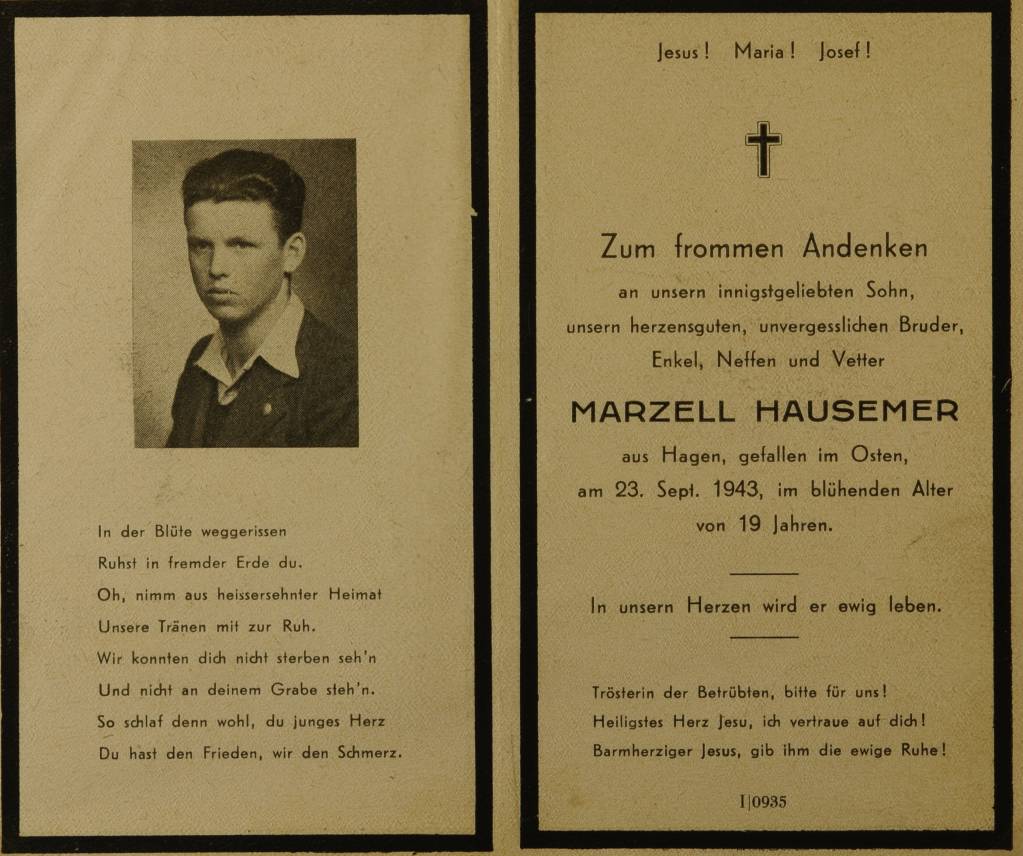 In der Blüte weggerissen
Ruhst in fremder Erde du.
Oh, nimm aus heissersehnter Heimat
Unsere Tränen mit zur Ruh.
Wir konnten dich nicht sterben seh'n
Und nicht an deinem Grabe steh'n.
So schlaf denn wohl, du junges Herz
Du hast den Frieden, wir den Schmerz.
Jesus! Maria! Josef!
Zum frommen Andenken
an unsern innigstgeliebten Sohn,
unsern herzensguten, unvergesslichen Bruder,
Enkel, Neffen und Vetter
MARZELL HAUSEMER
aus Hagen, gefallen im Osten,
am 23. Sept. 1943, im blühenden Alter
von 19 Jahren.
In unsern Herzen wird er ewig leben.
Trösterin der Betrübten, bitte für uns!
Heiligstes Herz Jesu, ich vertraue auf dich!
Barmherziger Jesus, gib ihm die ewige Ruhe!
I|0935